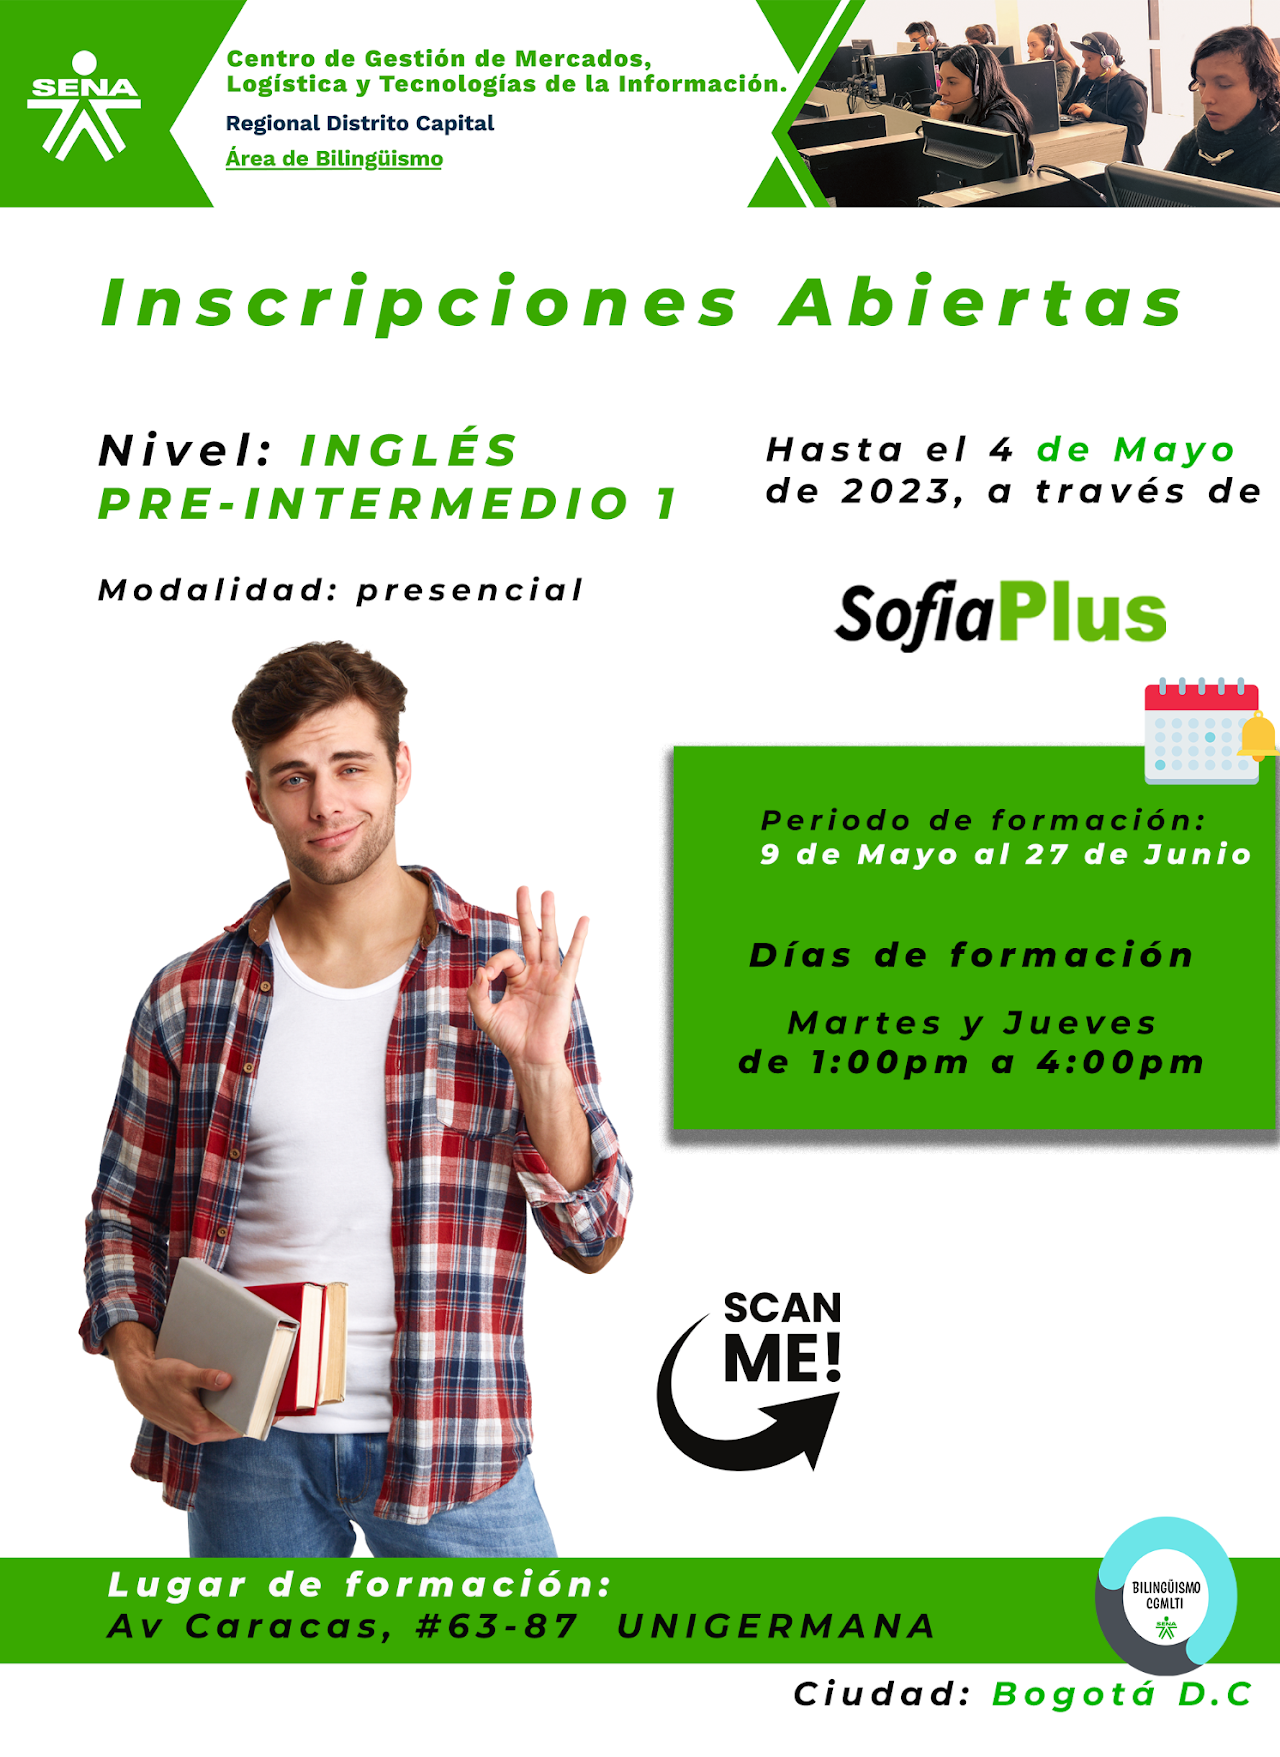 SENA
Centro de Gestión de Mercados,
Logística y Tecnologías de la Información.
Regional Distrito Capital
Área de Bilingüismo
Inscripciones Abiertas
Nivel: INGLÉS
PRE-INTERMEDIO 1
Modalidad: presencial
Hasta el 4 de Mayo
de 2023, a través de
SofiaPlus
Periodo de formación:
9 de Mayo al 27 de Junio
Días de formación
Martes y Jueves
de 1:00pm a 4:00pm
SCAN
ME!
Lugar de formación:
Av Caracas, #63-87 UNIGERMANA
BILINGÜISMO
CGMLTI
SENA
Ciudad: Bogotá D.C